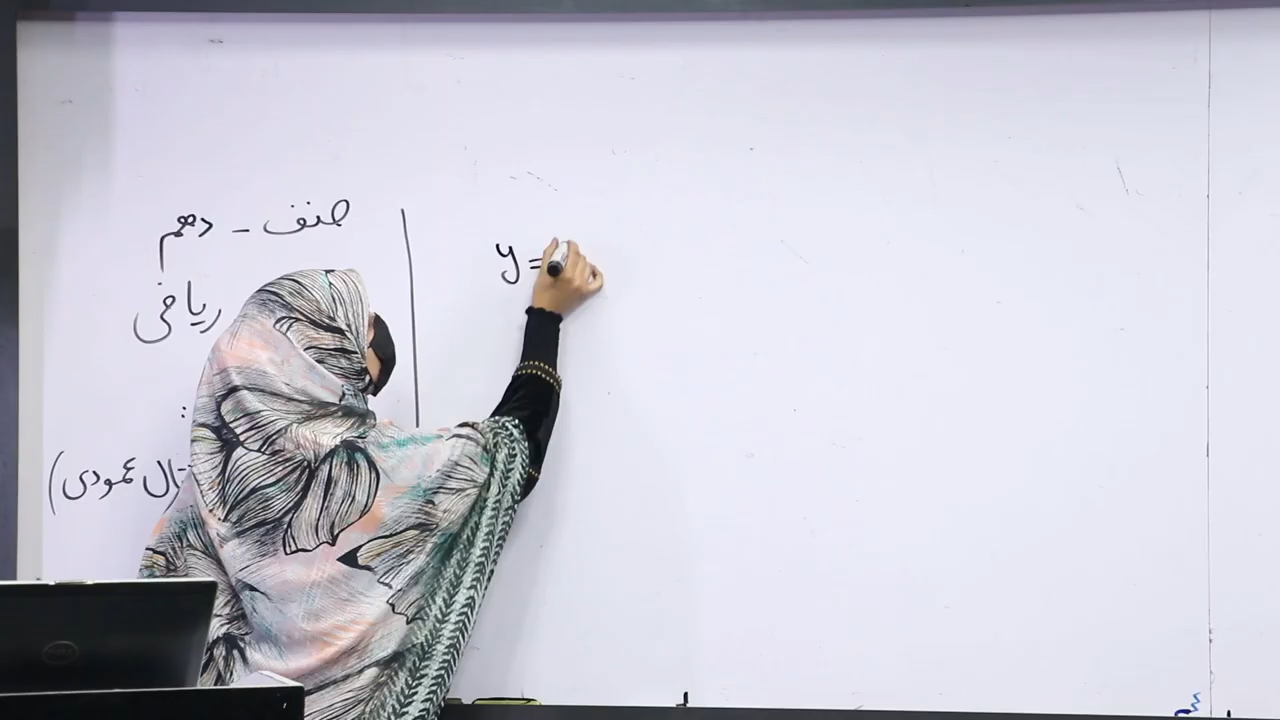 صنف - دهم
ریاضی
:
عمودی)
y =